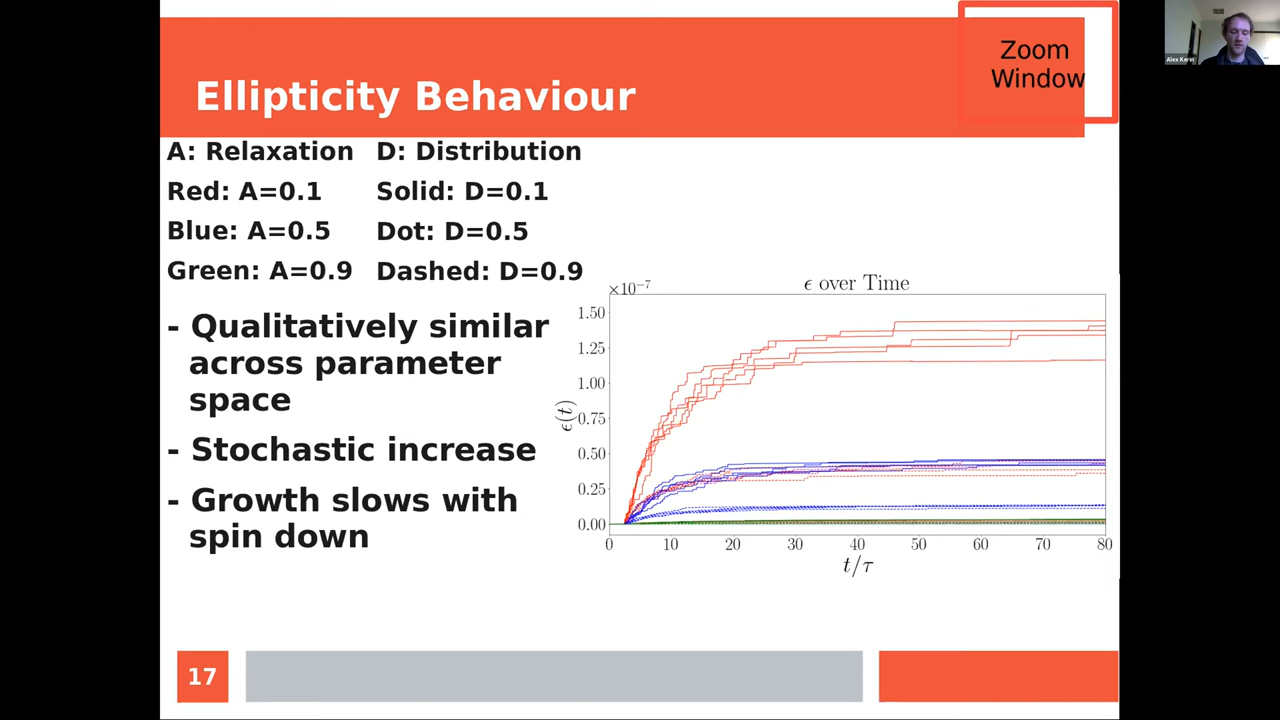 Zoom
Window
Alex Kerin
Ellipticity Behaviour
A: Relaxation D: Distribution
Red: A=0.1 Solid: D=0.1
Blue: A=0.5 Dot: D=0.5
Green: A=0.9 Dashed: D=0.9
- Qualitatively similar
across parameter
space
- Stochastic increase
- Growth slows with
spin down
ϵ over Time
×10⁻⁷
1.50
1.25
1.00
0.75
0.50
0.25
0.00
ϵ(t)
0 10 20 30 40 50 60 70 80
t/τ
17